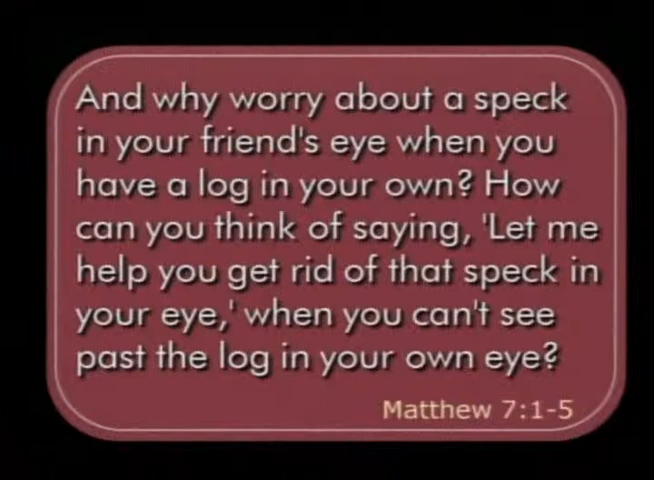 And why worry about a speck
in your friend's eye when you
have a log in your own? How
can you think of saying, 'Let me
help you get rid of that speck in
your eye,' when you can't see
past the log in your own eye?
Matthew 7:1-5